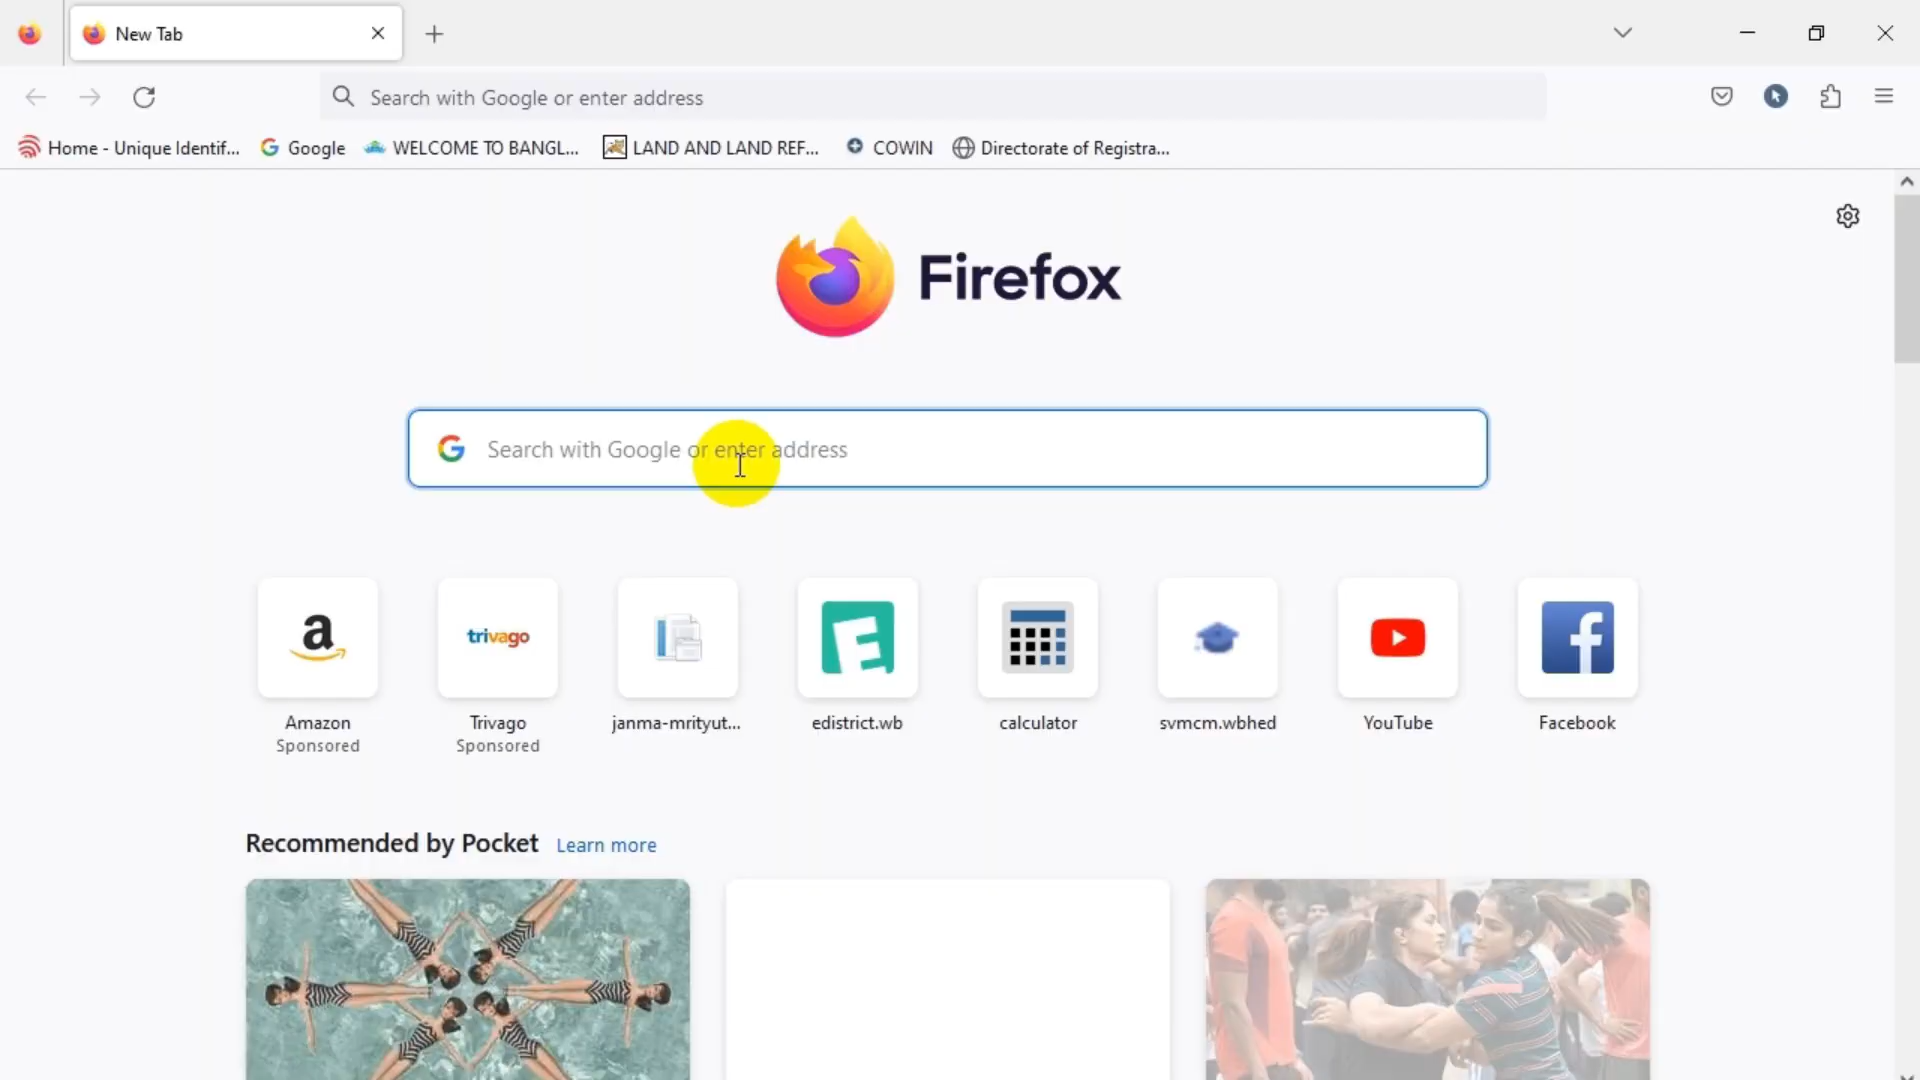 New Tab
Search with Google or enter address
Home - Unique Identif...
Google
WELCOME TO BANGL...
LAND AND LAND REF...
COWIN
Directorate of Registra...
Firefox
Search with Google or enter address
a
trivago
Amazon
Sponsored
Trivago
Sponsored
janma-mrityut...
edistrict.wb
calculator
svmcm.wbhed
YouTube
Facebook
Recommended by Pocket Learn more